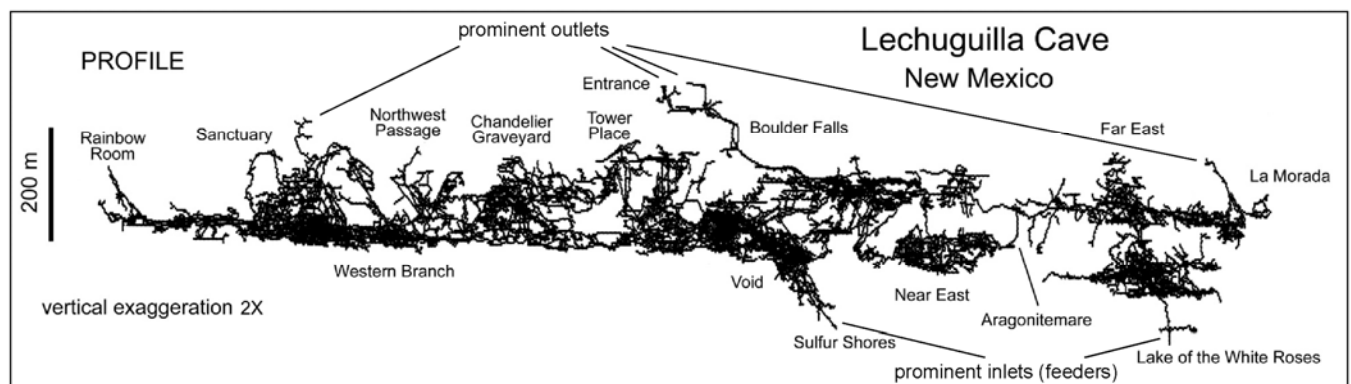 prominent outlets
Lechuguilla Cave
New Mexico
PROFILE
Entrance
Rainbow
Room
Sanctuary
Northwest
Passage
Chandelier
Graveyard
Tower
Place
Boulder Falls
Far East
La Morada
200 m
Western Branch
Void
Near East
Aragonitemare
vertical exaggeration 2X
Sulfur Shores
Lake of the White Roses
prominent inlets (feeders)